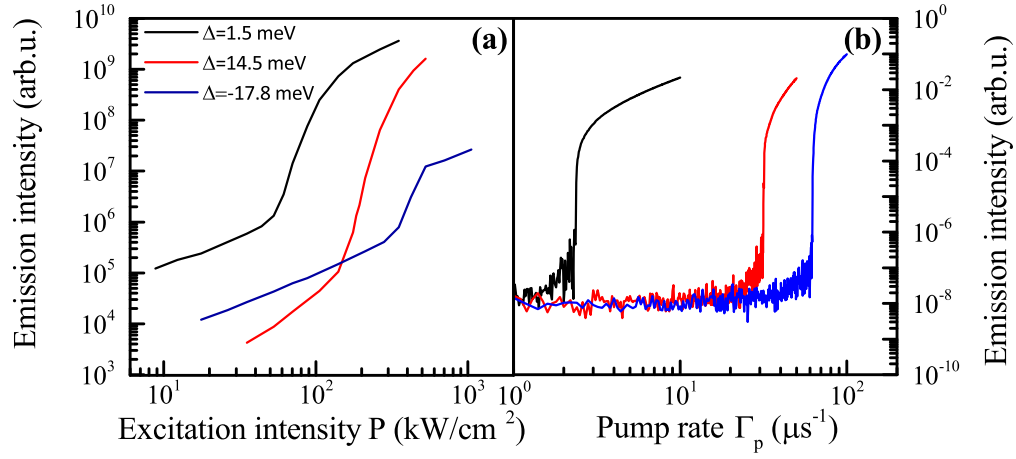 (a)
(b)
Δ=1.5 meV
Δ=14.5 meV
Δ=-17.8 meV
Emission intensity (arb.u.)
10^10
10^9
10^8
10^7
10^6
10^5
10^4
10^3
10^1
10^2
10^3
Excitation intensity P (kW/cm^2)
10^0
10^1
10^2
Pump rate Γ_p (μs^-1)
10^0
10^-2
10^-4
10^-6
10^-8
10^-10
Emission intensity (arb.u.)